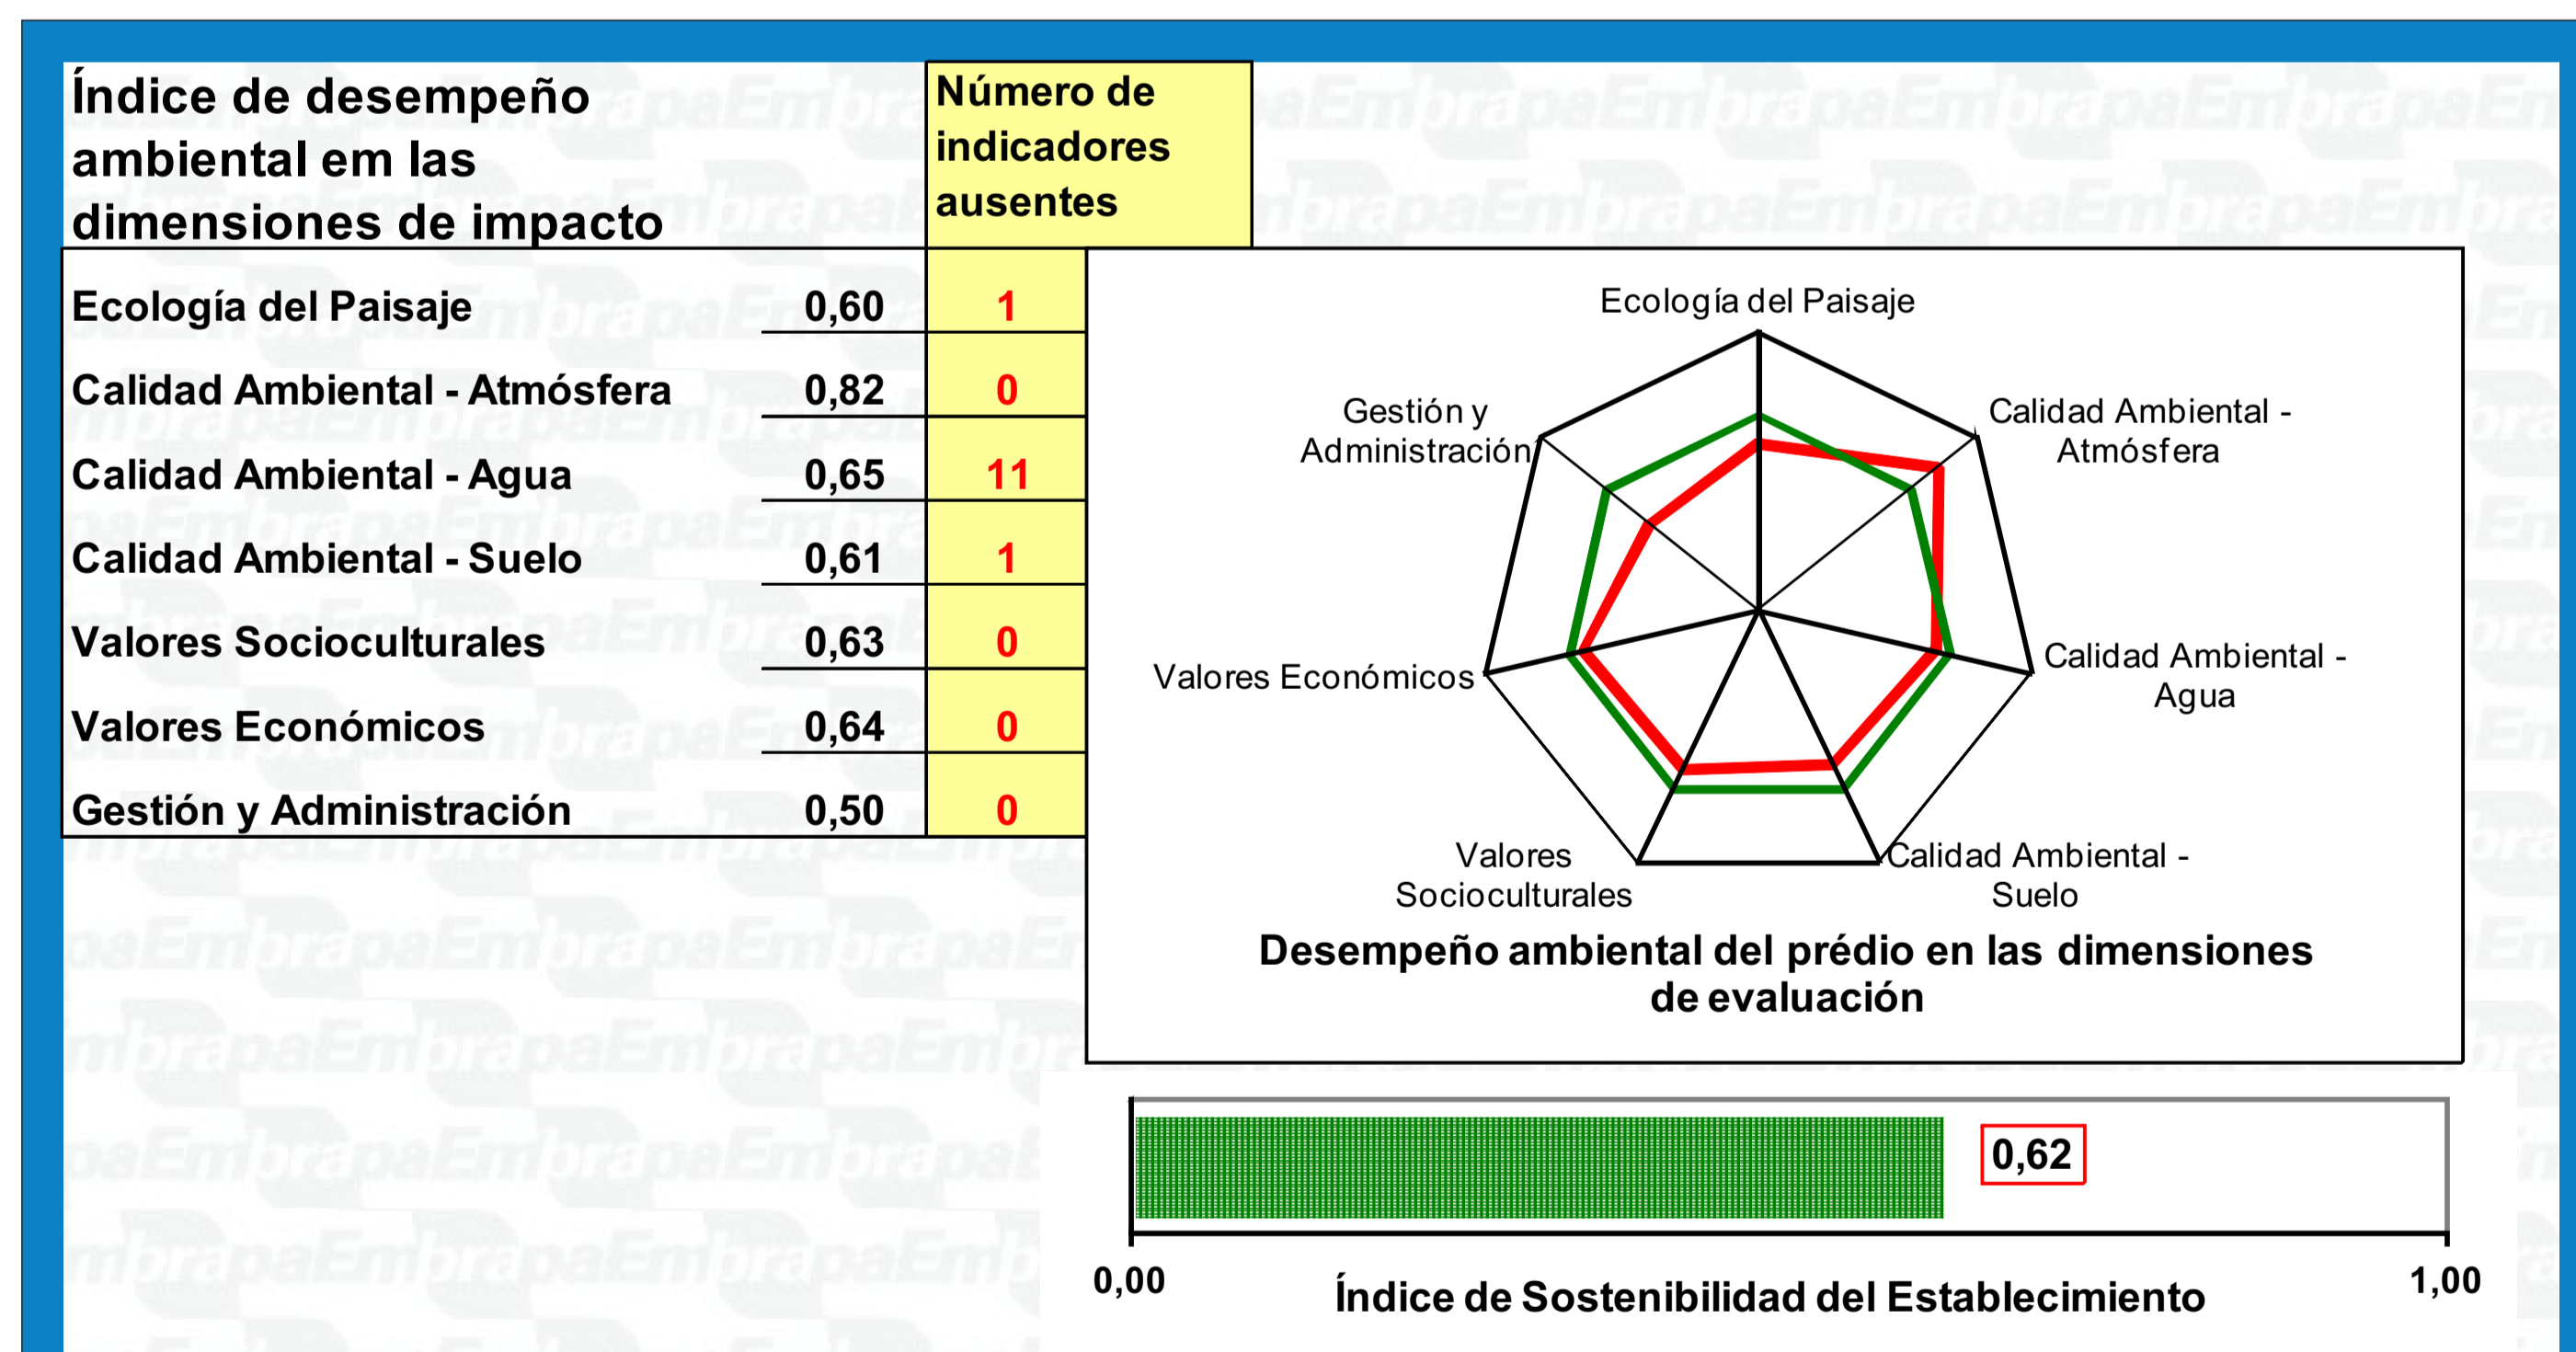 Índice de desempeño
ambiental em las
dimensiones de impacto
Número de
indicadores
ausentes
Ecología del Paisaje 0,60 1
Calidad Ambiental - Atmósfera 0,82 0
Calidad Ambiental - Agua 0,65 11
Calidad Ambiental - Suelo 0,61 1
Valores Socioculturales 0,63 0
Valores Económicos 0,64 0
Gestión y Administración 0,50 0
Ecología del Paisaje
Calidad Ambiental -
Atmósfera
Calidad Ambiental -
Agua
Calidad Ambiental -
Suelo
Valores
Socioculturales
Valores Económicos
Gestión y
Administración
Desempeño ambiental del prédio en las dimensiones
de evaluación
0,62
0,00
1,00
Índice de Sostenibilidad del Establecimiento